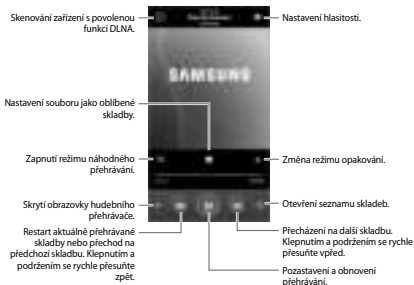 Skenování zařízení s povolenou
funkcí DLNA.
Nastavení hlasitosti.
SAMSUNG
Nastavení souboru jako oblíbené
skladby.
Zapnutí režimu náhodného
přehrávání.
Změna režimu opakování.
Skrytí obrazovky hudebního
přehrávače.
Otevření seznamu skladeb.
Restart aktuálně přehrávané
skladby nebo přechod na
předchozí skladbu. Klepnutím a
podržením se rychle přesuňte
zpět.
Přecházení na další skladbu.
Klepnutím a podržením se rychle
přesuňte vpřed.
Pozastavení a obnovení
přehrávání.